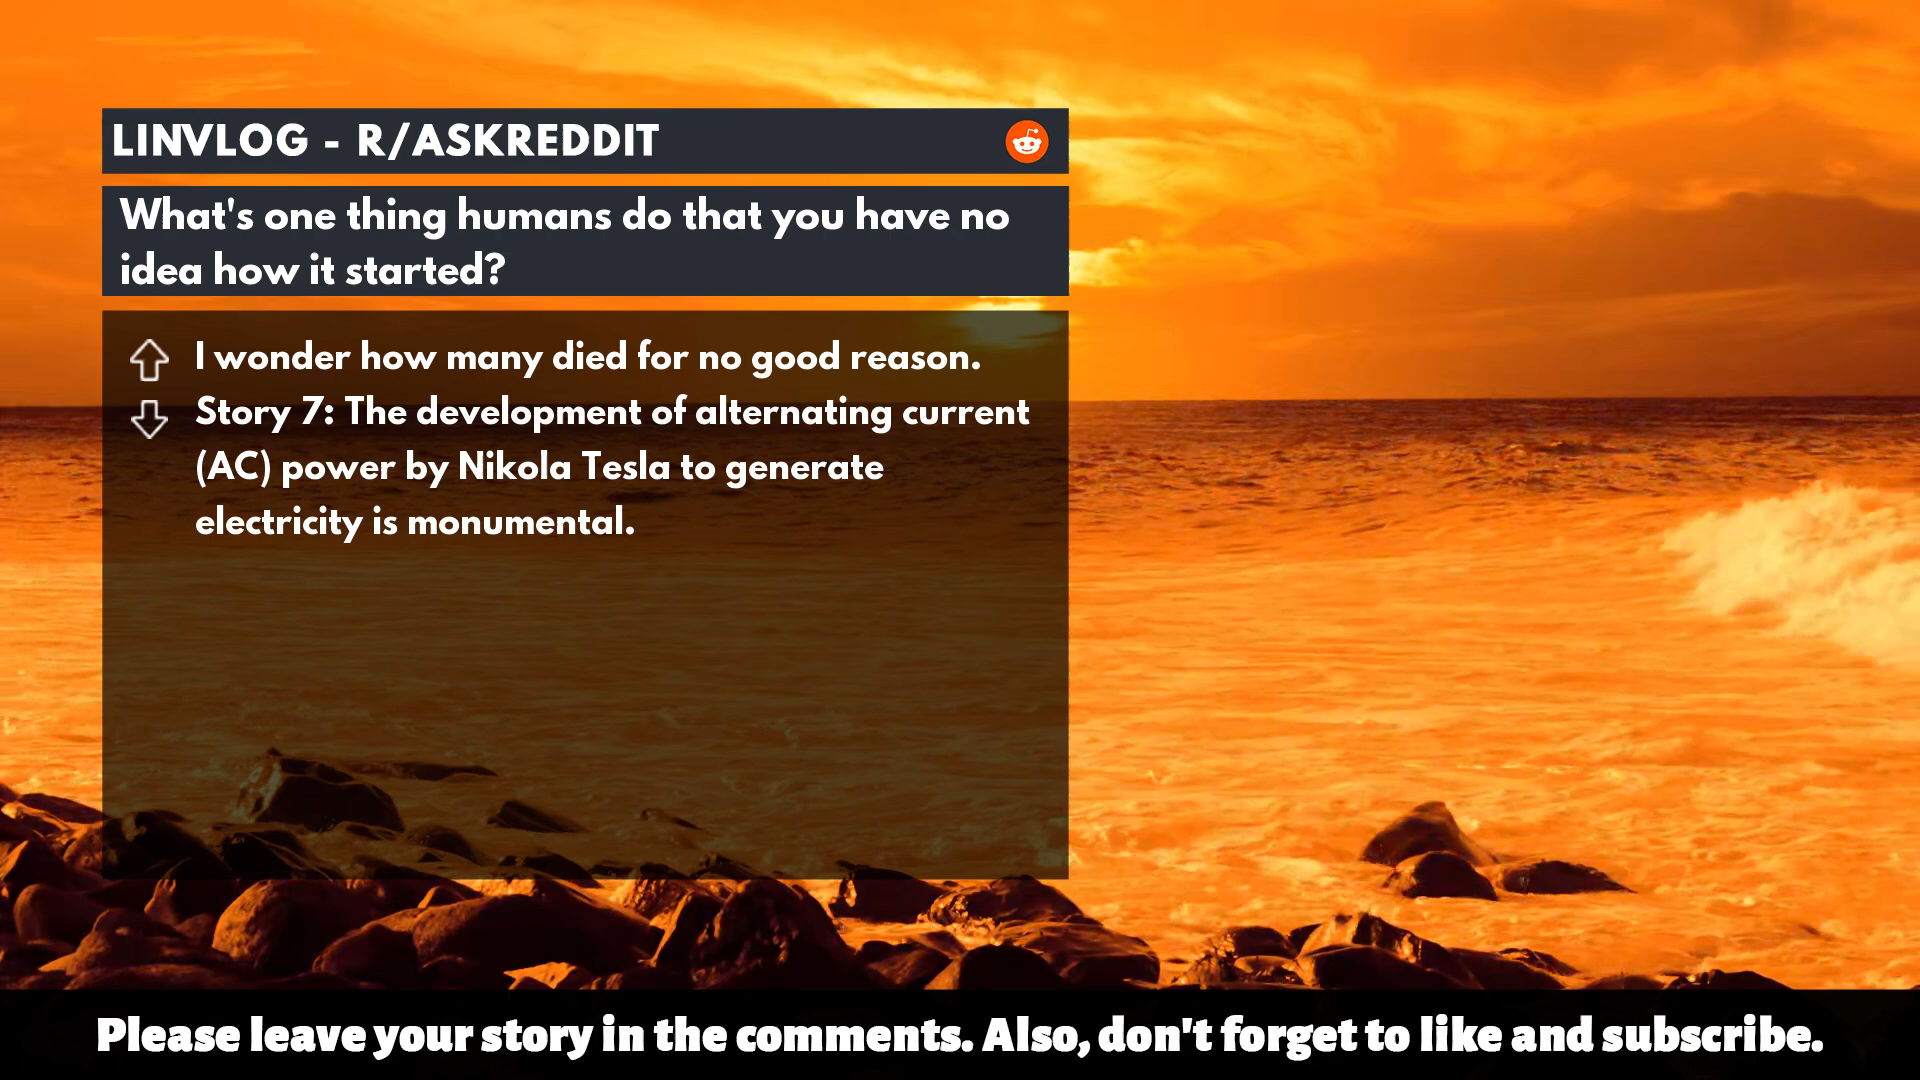 LINVLOG - R/ASKREDDIT
What's one thing humans do that you have no
idea how it started?
I wonder how many died for no good reason.
Story 7: The development of alternating current
(AC) power by Nikola Tesla to generate
electricity is monumental.
Please leave your story in the comments. Also, don't forget to like and subscribe.